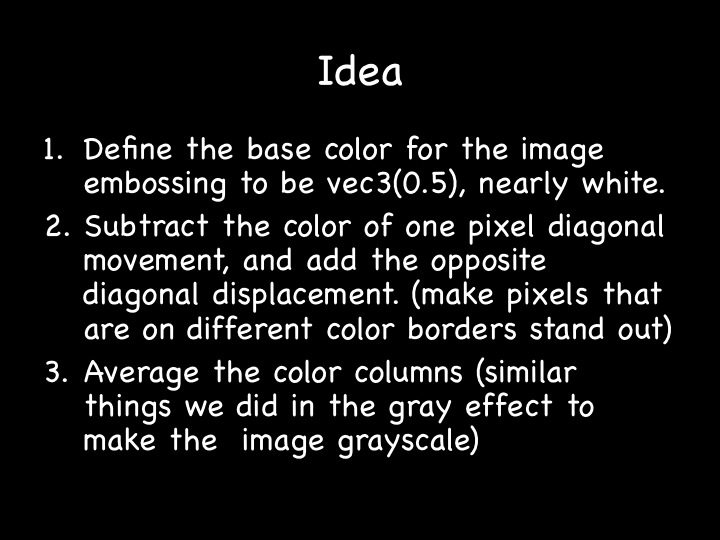 Idea
1. Define the base color for the image
embossing to be vec3(0.5), nearly white.
2. Subtract the color of one pixel diagonal
movement, and add the opposite
diagonal displacement. (make pixels that
are on different color borders stand out)
3. Average the color columns (similar
things we did in the gray effect to
make the image grayscale)